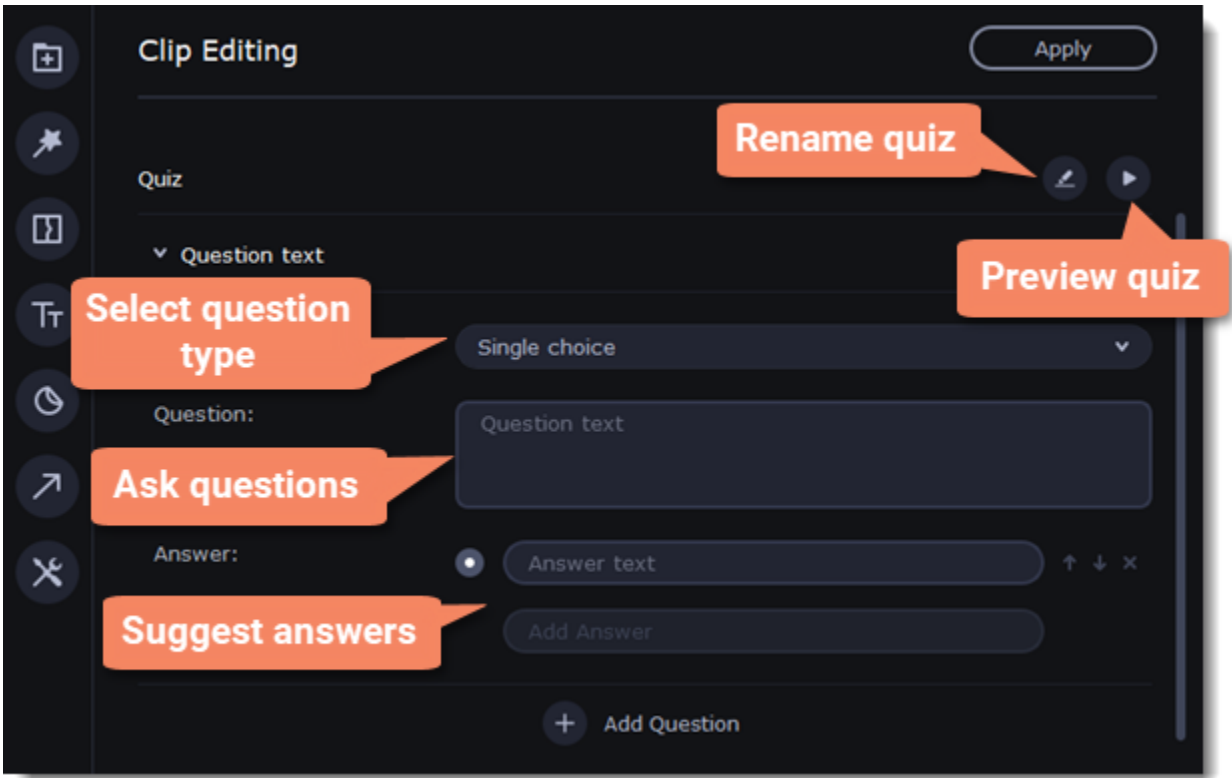 Clip Editing
Apply
Rename quiz
Quiz
Preview quiz
Question text
Select question
type
Single choice
Question:
Question text
Ask questions
Answer:
Answer text
Suggest answers
Add Answer
Add Question